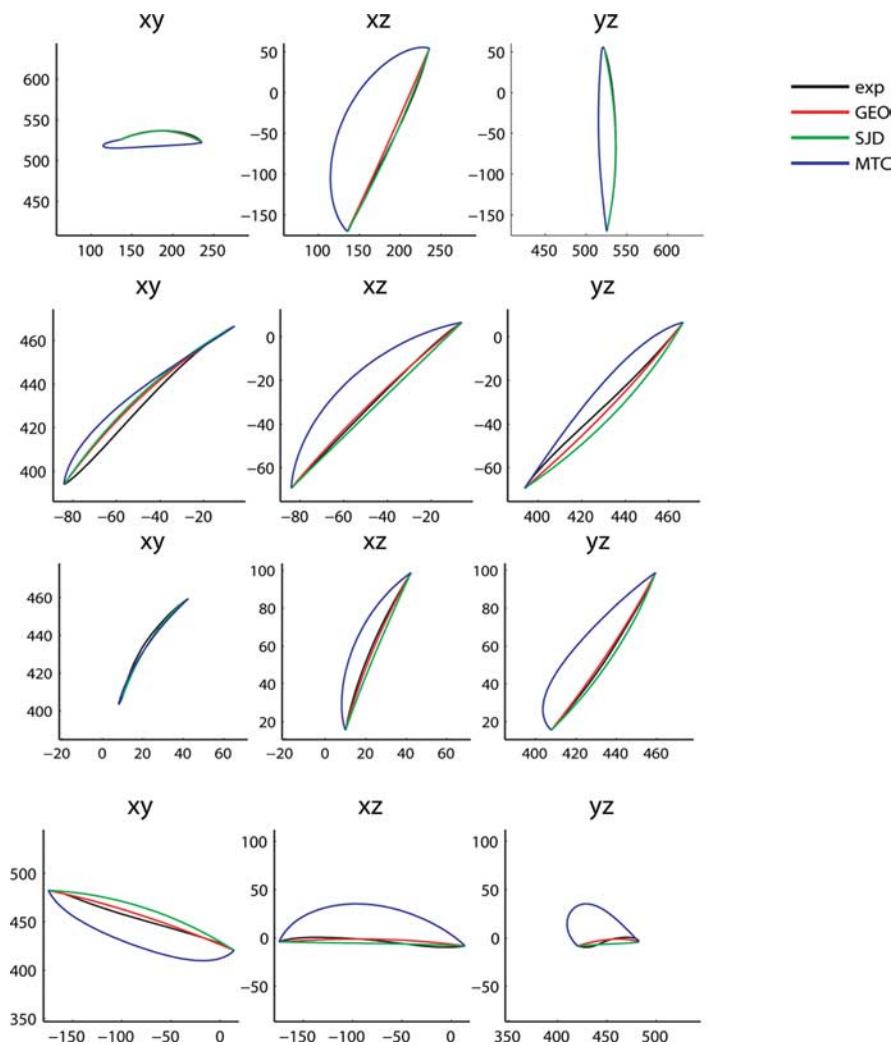 xy xz yz
600 550 500 450
100 150 200 250
50 0 −50 −100 −150
100 150 200 250
50 0 −50 −100 −150
450 500 550 600
exp
GEO
SJD
MTC
xy xz yz
460 440 420 400
−80 −60 −40 −20
0 −20 −40 −60
−80 −60 −40 −20
0 −20 −40 −60
400 420 440 460
xy xz yz
460 440 420 400
−20 0 20 40 60
100 80 60 40 20
0 20 40 60
100 80 60 40 20
400 420 440 460
xy xz yz
500 450 400 350
−150 −100 −50 0
100 50 0 −50
−150 −100 −50 0
100 50 0 −50
350 400 450 500